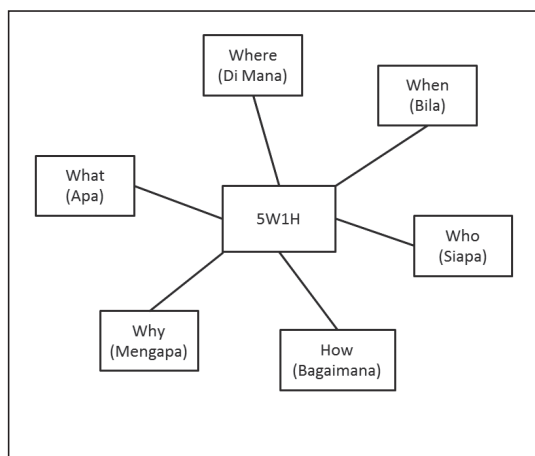 Where
(Di Mana)
When
(Bila)
What
(Apa)
5W1H
Who
(Siapa)
Why
(Mengapa)
How
(Bagaimana)